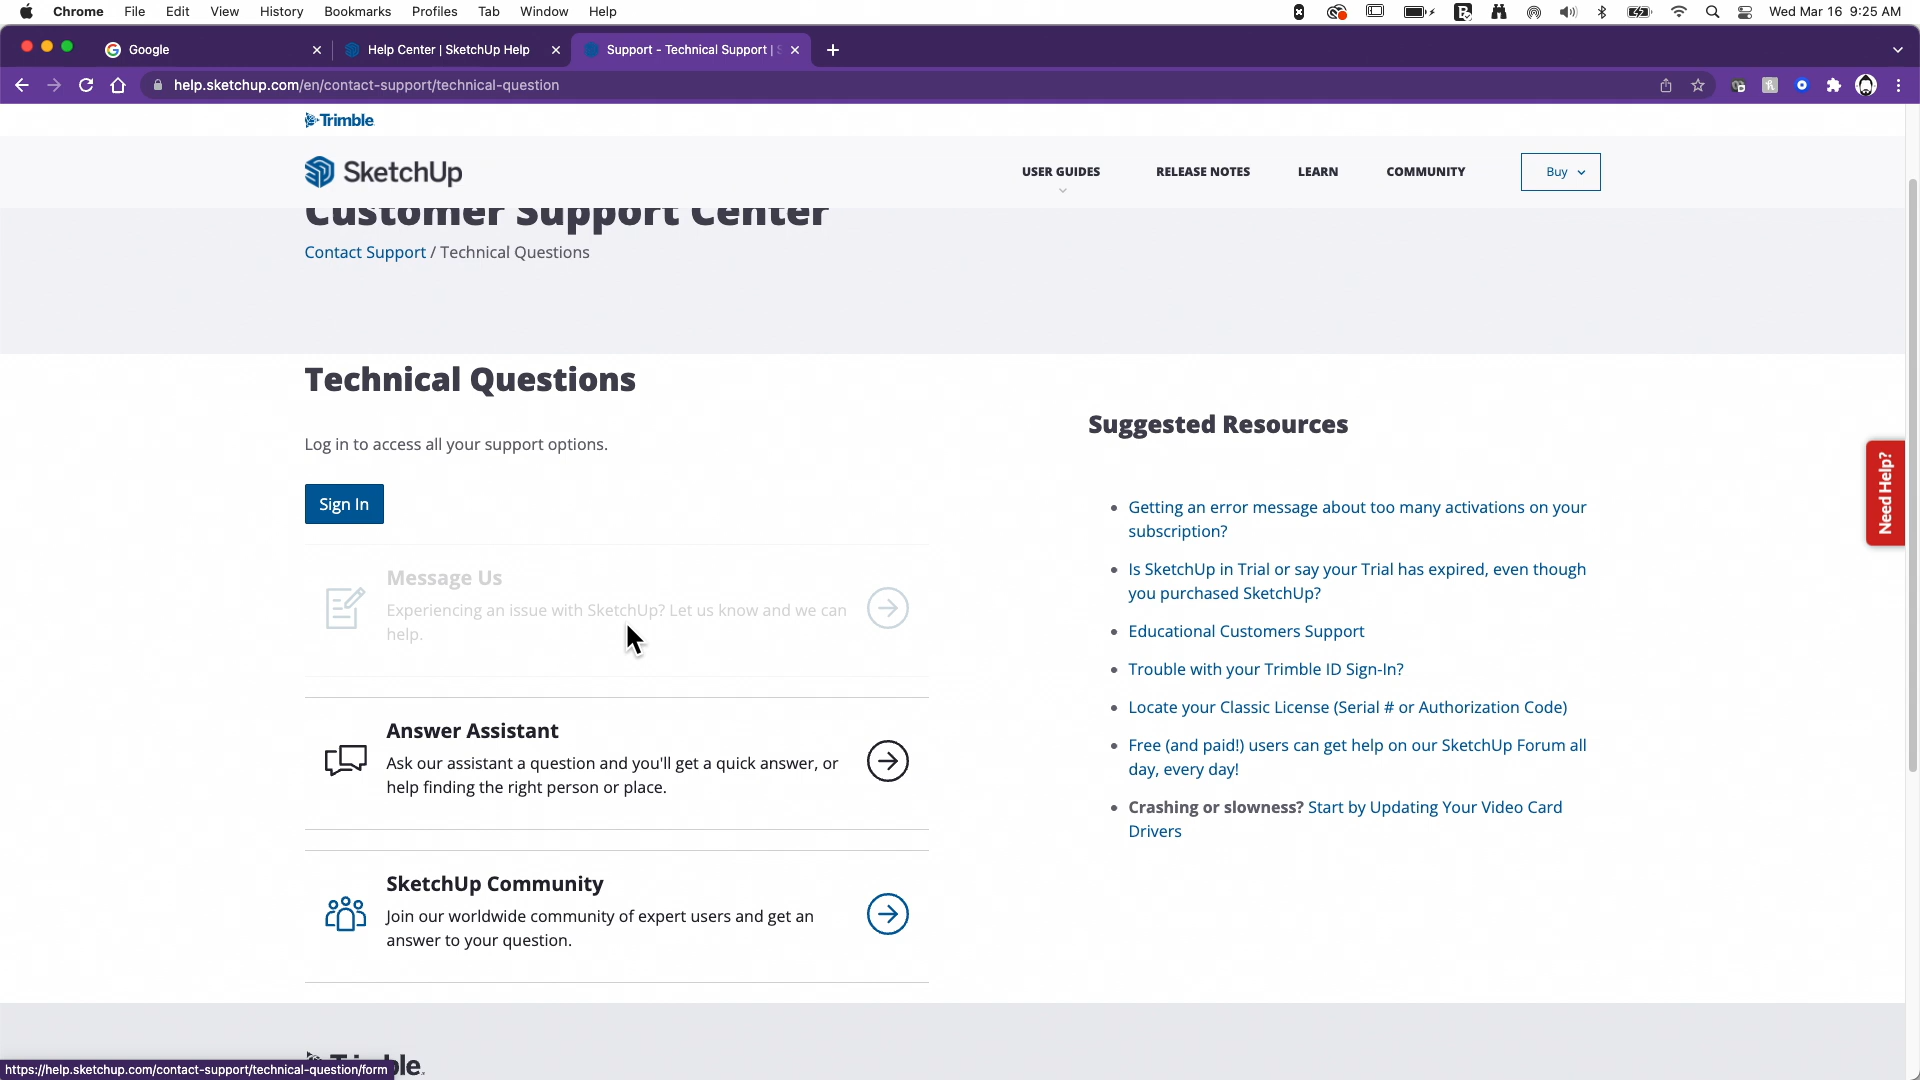 Chrome File Edit View History Bookmarks Profiles Tab Window Help Wed Mar 16 9:25 AM
Google Help Center | SketchUp Help Support - Technical Support |
help.sketchup.com/en/contact-support/technical-question
Trimble
SketchUp USER GUIDES RELEASE NOTES LEARN COMMUNITY Buy
Customer Support Center
Contact Support / Technical Questions
Technical Questions
Log in to access all your support options.
Sign In
Message Us
Experiencing an issue with SketchUp? Let us know and we can
help.
Answer Assistant
Ask our assistant a question and you'll get a quick answer, or
help finding the right person or place.
SketchUp Community
Join our worldwide community of expert users and get an
answer to your question.
Suggested Resources
Getting an error message about too many activations on your
subscription?
Is SketchUp in Trial or say your Trial has expired, even though
you purchased SketchUp?
Educational Customers Support
Trouble with your Trimble ID Sign-In?
Locate your Classic License (Serial # or Authorization Code)
Free (and paid!) users can get help on our SketchUp Forum all
day, every day!
Crashing or slowness? Start by Updating Your Video Card
Drivers
Need Help?
Trimble
https://help.sketchup.com/contact-support/technical-question/form